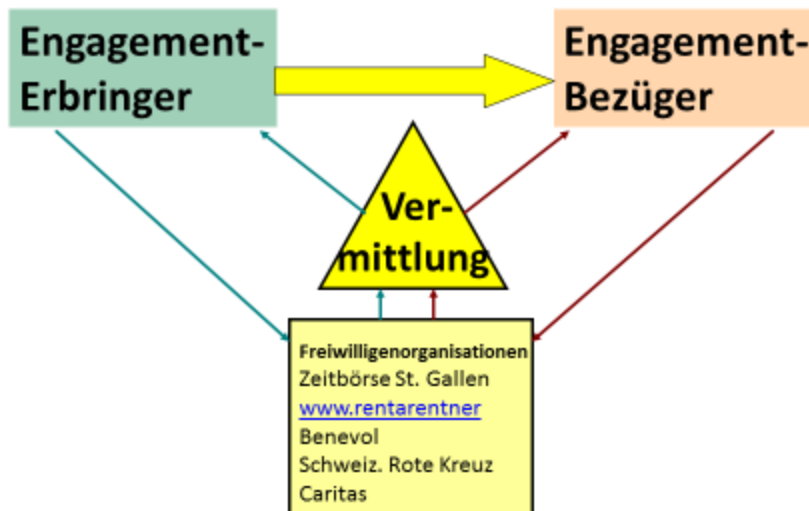 Engagement-
Erbringer
Engagement-
Bezüger
Ver-
mittlung
Freiwilligenorganisationen
Zeitbörse St. Gallen
www.rentarentner
Benevol
Schweiz. Rote Kreuz
Caritas